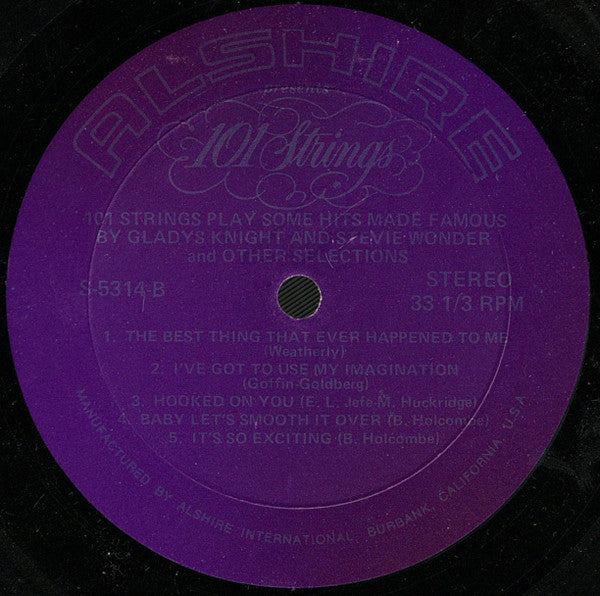 ALSHIRE
presents
101 Strings
101 STRINGS PLAY SOME HITS MADE FAMOUS
BY GLADYS KNIGHT AND STEVIE WONDER
and OTHER SELECTIONS
S-5314-B
STEREO
33 1/3 RPM
1. THE BEST THING THAT EVER HAPPENED TO ME
(Weatherly)
2. I'VE GOT TO USE MY IMAGINATION
(Goffin-Goldberg)
3. HOOKED ON YOU (E. L. Jefe-M. Huckridge)
4. BABY LET'S SMOOTH IT OVER (B. Holcombe)
5. IT'S SO EXCITING (B. Holcombe)
MANUFACTURED BY ALSHIRE INTERNATIONAL, BURBANK, CALIFORNIA, U.S.A.